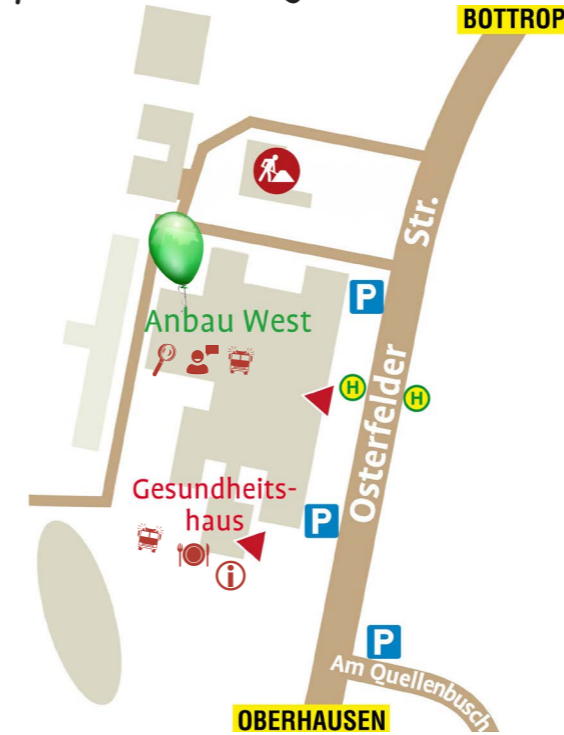 BOTTROP
Osterfelder Str.
P
Anbau West
H
H
Gesundheits-
haus
P
i
P
Am Quellenbusch
OBERHAUSEN